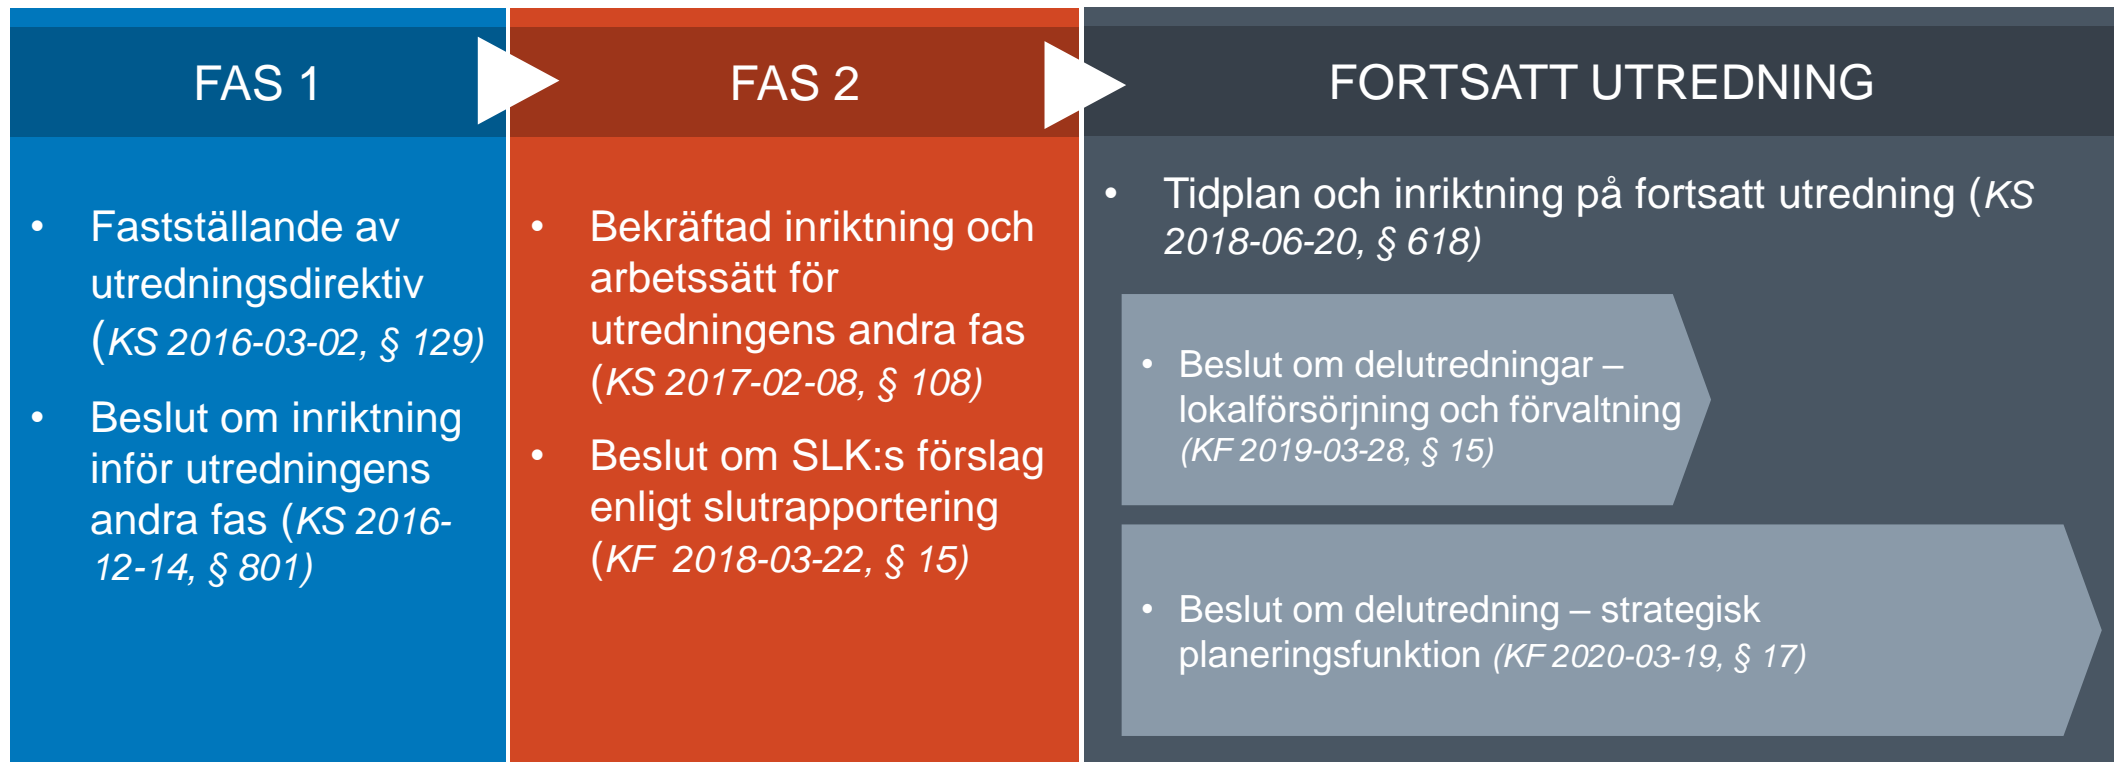 FAS 1
• Fastställande av
utredningsdirektiv
(KS 2016-03-02, § 129)
• Beslut om inriktning
inför utredningens
andra fas (KS 2016-
12-14, § 801)
FAS 2
• Bekräftad inriktning och
arbetssätt för
utredningens andra fas
(KS 2017-02-08, § 108)
• Beslut om SLK:s förslag
enligt slutrapportering
(KF 2018-03-22, § 15)
FORTSATT UTREDNING
• Tidplan och inriktning på fortsatt utredning (KS
2018-06-20, § 618)
• Beslut om delutredningar –
lokalförsörjning och förvaltning
(KF 2019-03-28, § 15)
• Beslut om delutredning – strategisk
planeringsfunktion (KF 2020-03-19, § 17)